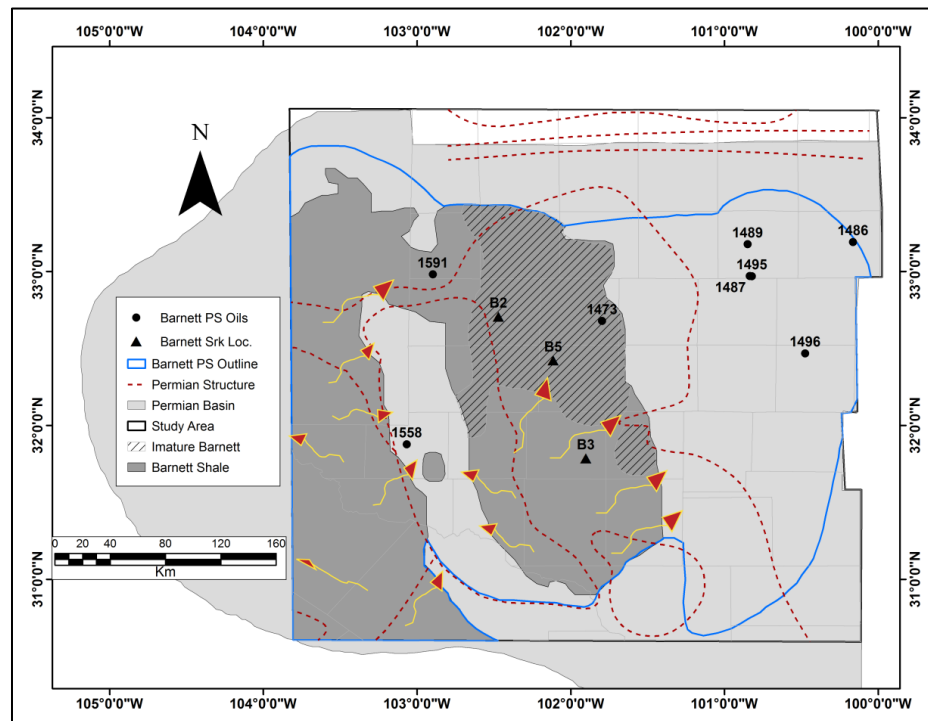 105°0'0"W 104°0'0"W 103°0'0"W 102°0'0"W 101°0'0"W 100°0'0"W
34°0'0"N 34°0'0"N
N
1489 1486
33°0'0"N 1591 1495 33°0'0"N
1487
B2 1473
Barnett PS Oils
Barnett Srk Loc.
B5 1496
Barnett PS Outline
Permian Structure
Permian Basin
Study Area
Imature Barnett
Barnett Shale
32°0'0"N 32°0'0"N
1558 B3
0 20 40 80 120 160
Km
31°0'0"N 31°0'0"N
105°0'0"W 104°0'0"W 103°0'0"W 102°0'0"W 101°0'0"W 100°0'0"W